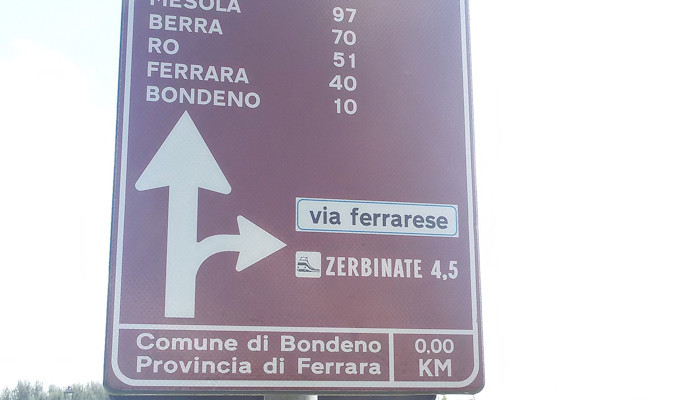 MESOLA 97
BERRA 70
RO 51
FERRARA 40
BONDENO 10
via ferrarese
ZERBINATE 4,5
Comune di Bondeno 0,00
Provincia di Ferrara KM